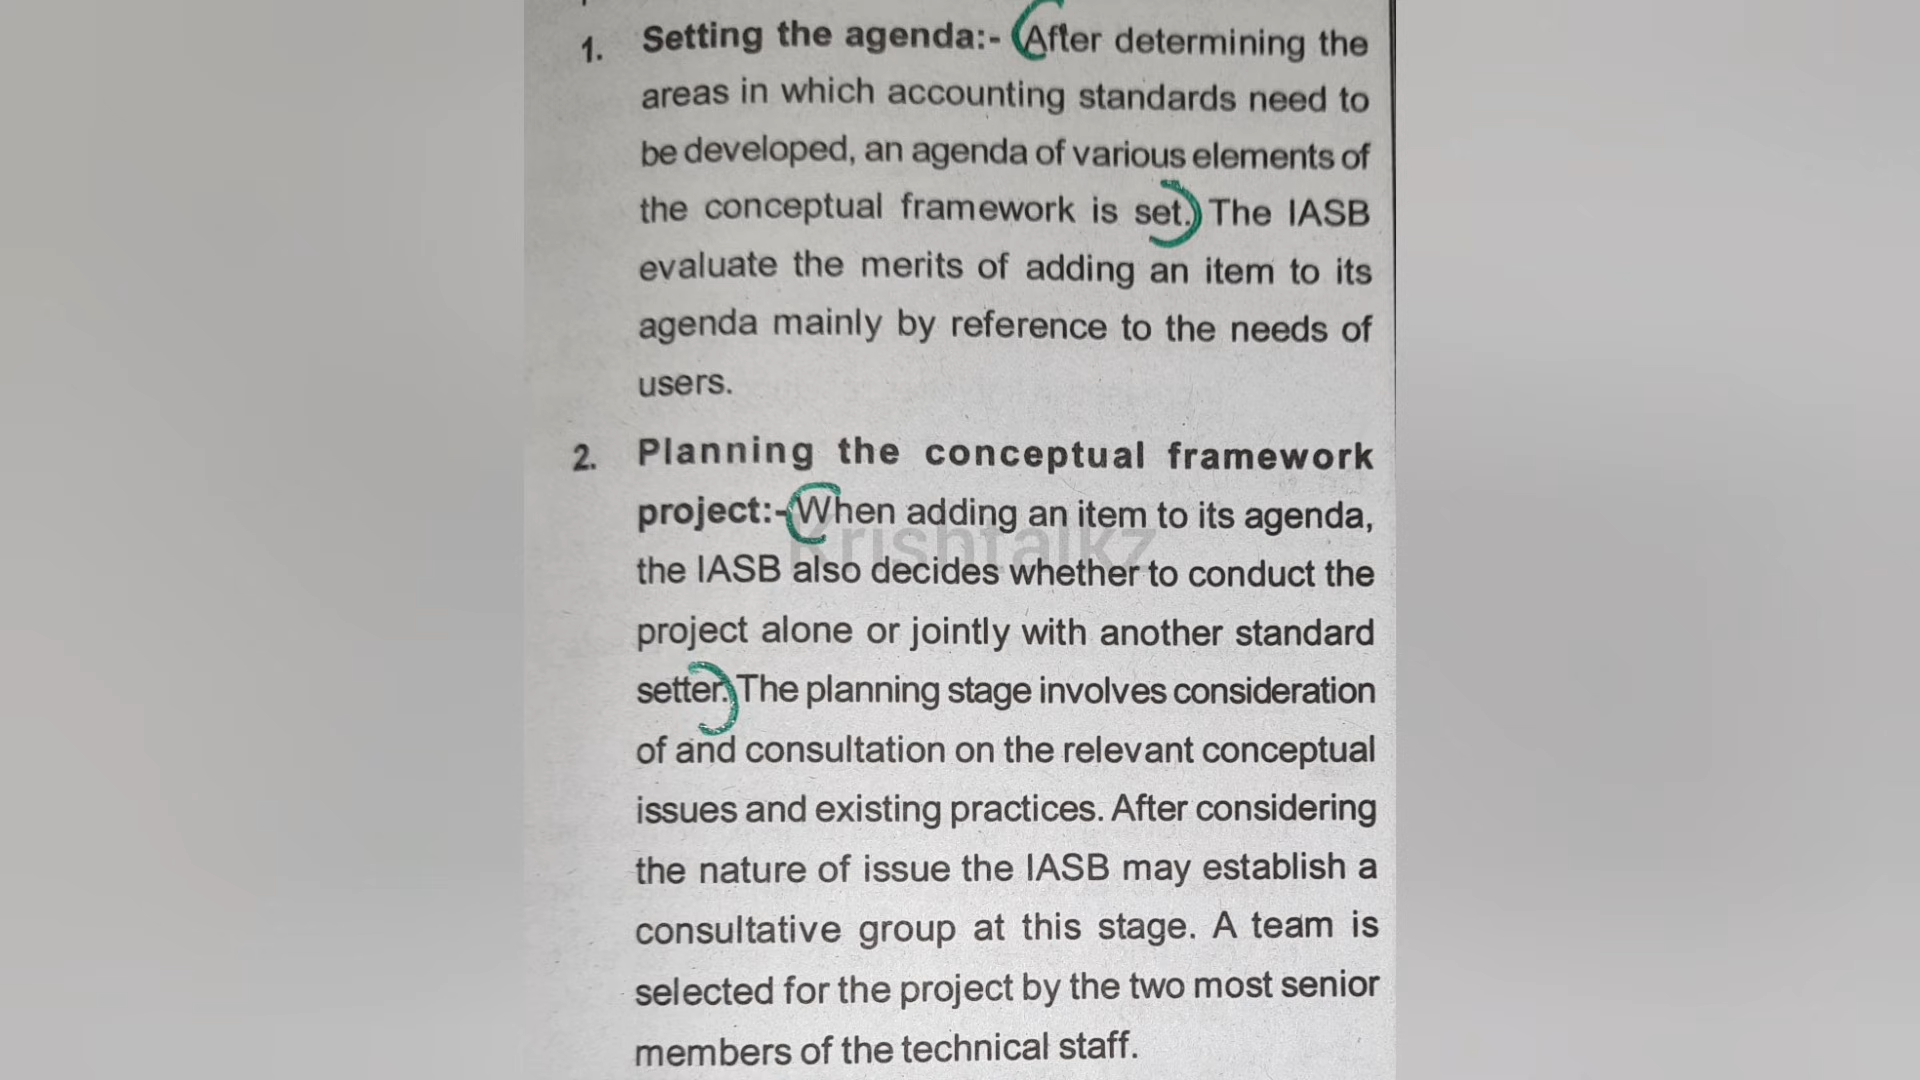 1. Setting the agenda:- (After determining the
areas in which accounting standards need to
be developed, an agenda of various elements of
the conceptual framework is set.) The IASB
evaluate the merits of adding an item to its
agenda mainly by reference to the needs of
users.
2. Planning the conceptual framework
project:- (When adding an item to its agenda,
Krishtalkz
the IASB also decides whether to conduct the
project alone or jointly with another standard
setter.) The planning stage involves consideration
of and consultation on the relevant conceptual
issues and existing practices. After considering
the nature of issue the IASB may establish a
consultative group at this stage. A team is
selected for the project by the two most senior
members of the technical staff.